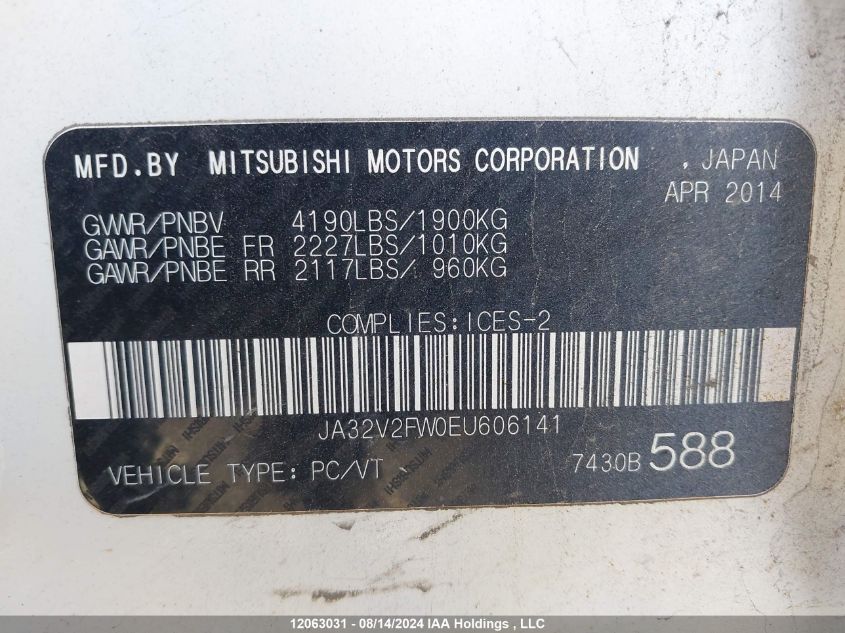 MFD.BY MITSUBISHI MOTORS CORPORATION , JAPAN
APR 2014
GVWR/PNBV 4190LBS/1900KG
GAWR/PNBE FR 2227LBS/1010KG
GAWR/PNBE RR 2117LBS/ 960KG
COMPLIES:ICES-2
JA32V2FW0EU606141
VEHICLE TYPE: PC/VT 7430B 588
12063031 - 08/14/2024 IAA Holdings , LLC